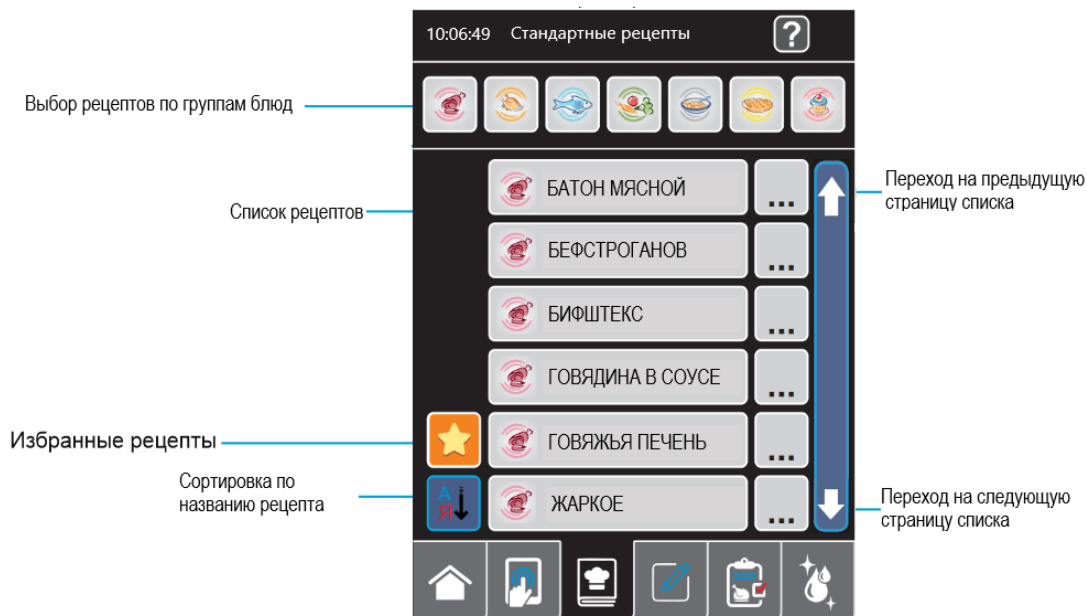 10:06:49 Стандартные рецепты ?
Выбор рецептов по группам блюд
БАТОН МЯСНОЙ ...
Переход на предыдущую
страницу списка
Список рецептов
БЕФСТРОГАНОВ ...
БИФШТЕКС ...
ГОВЯДИНА В СОУСЕ ...
Избранные рецепты
ГОВЯЖЬЯ ПЕЧЕНЬ ...
Сортировка по
названию рецепта
А
Я
ЖАРКОЕ ...
Переход на следующую
страницу списка